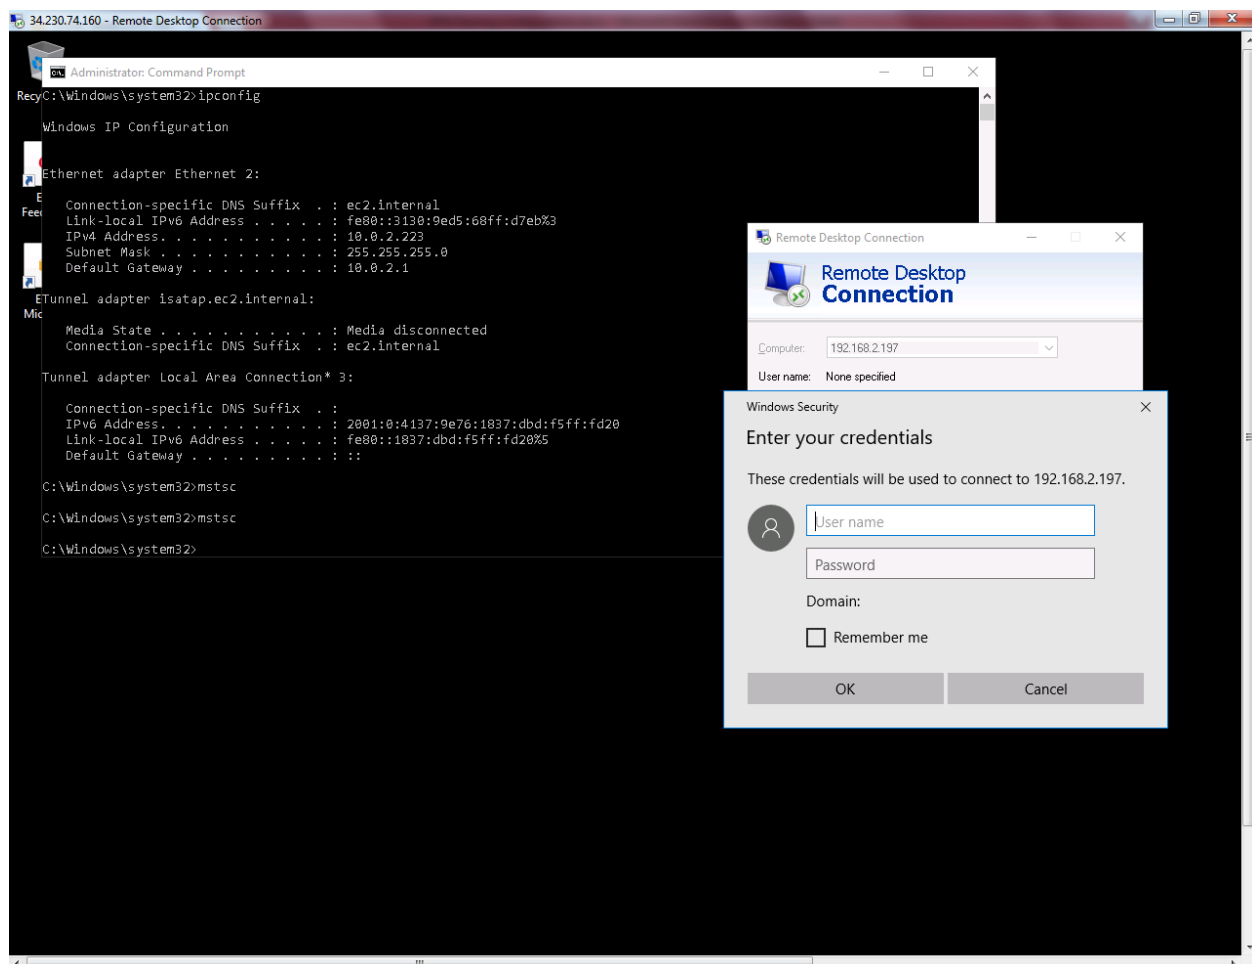 34.230.74.160 - Remote Desktop Connection
Administrator: Command Prompt
Recy
C:\Windows\system32>ipconfig
Windows IP Configuration
Ethernet adapter Ethernet 2:
E
Feed
Connection-specific DNS Suffix  . : ec2.internal
Link-local IPv6 Address . . . . . : fe80::3130:9ed5:68ff:d7eb%3
IPv4 Address. . . . . . . . . . . : 10.0.2.223
Subnet Mask . . . . . . . . . . . : 255.255.255.0
Default Gateway . . . . . . . . . : 10.0.2.1
E
Mic
Tunnel adapter isatap.ec2.internal:
Media State . . . . . . . . . . . : Media disconnected
Connection-specific DNS Suffix  . : ec2.internal
Tunnel adapter Local Area Connection* 3:
Connection-specific DNS Suffix  . :
IPv6 Address. . . . . . . . . . . : 2001:0:4137:9e76:1837:dbd:f5ff:fd20
Link-local IPv6 Address . . . . . : fe80::1837:dbd:f5ff:fd20%5
Default Gateway . . . . . . . . . : ::
C:\Windows\system32>mstsc
C:\Windows\system32>mstsc
C:\Windows\system32>
Remote Desktop Connection
Remote Desktop
Connection
Computer: 192.168.2.197
User name: None specified
Windows Security
Enter your credentials
These credentials will be used to connect to 192.168.2.197.
User name
Password
Domain:
Remember me
OK
Cancel